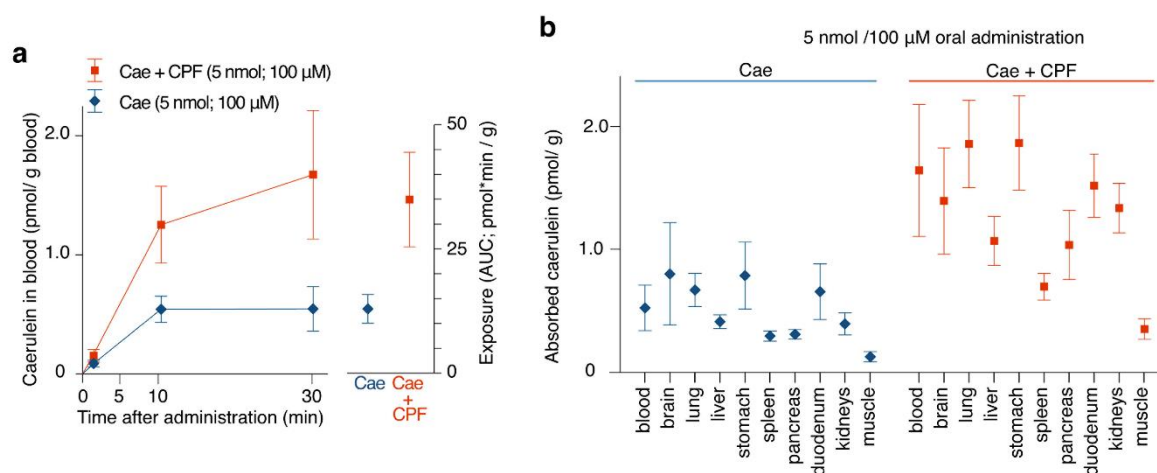 a
Cae + CPF (5 nmol; 100 µM)
Cae (5 nmol; 100 µM)
Caerulein in blood (pmol/ g blood)
2.0
1.0
0
0
5
10
30
Time after administration (min)
50
25
0
Exposure (AUC; pmol*min / g)
Cae
Cae
+
CPF
b
5 nmol /100 µM oral administration
Cae
Cae + CPF
Absorbed caerulein (pmol/ g)
2.0
1.0
0
blood
brain
lung
liver
stomach
spleen
pancreas
duodenum
kidneys
muscle
blood
brain
lung
liver
stomach
spleen
pancreas
duodenum
kidneys
muscle